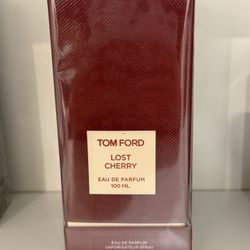 TOM FORD
LOST
CHERRY
EAU DE PARFUM
100 ML
EAU DE PARFUM
VAPORISATEUR SPRAY